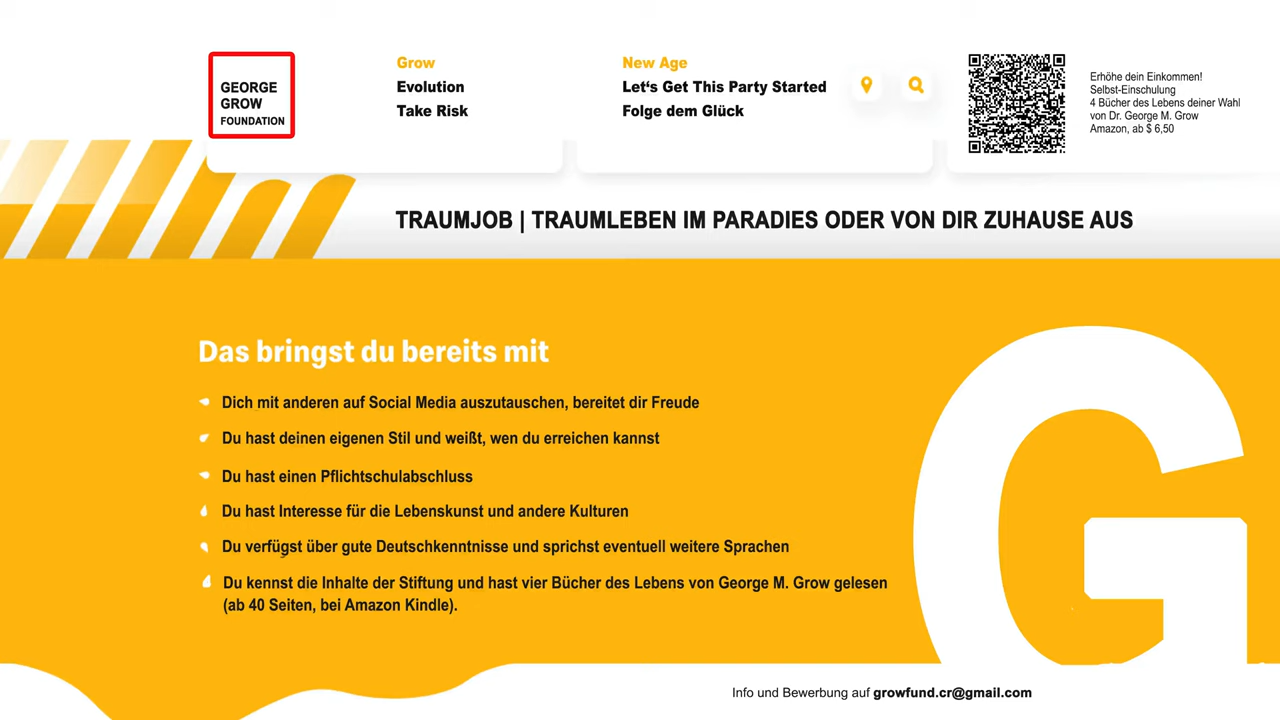 GEORGE
GROW
FOUNDATION
Grow
Evolution
Take Risk
New Age
Let‘s Get This Party Started
Folge dem Glück
Erhöhe dein Einkommen!
Selbst-Einschulung
4 Bücher des Lebens deiner Wahl
von Dr. George M. Grow
Amazon, ab $ 6,50
TRAUMJOB | TRAUMLEBEN IM PARADIES ODER VON DIR ZUHAUSE AUS
Das bringst du bereits mit
Dich mit anderen auf Social Media auszutauschen, bereitet dir Freude
Du hast deinen eigenen Stil und weißt, wen du erreichen kannst
Du hast einen Pflichtschulabschluss
Du hast Interesse für die Lebenskunst und andere Kulturen
Du verfügst über gute Deutschkenntnisse und sprichst eventuell weitere Sprachen
Du kennst die Inhalte der Stiftung und hast vier Bücher des Lebens von George M. Grow gelesen
(ab 40 Seiten, bei Amazon Kindle).
G
Info und Bewerbung auf growfund.cr@gmail.com